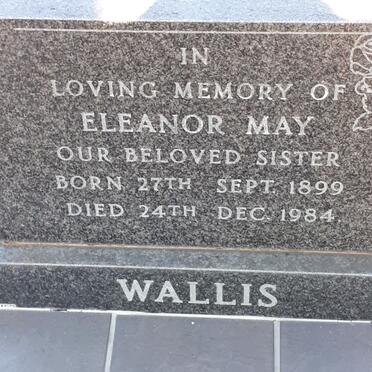 IN
LOVING MEMORY OF
ELEANOR MAY
OUR BELOVED SISTER
BORN 27TH SEPT. 1899
DIED 24TH DEC. 1984.
WALLIS